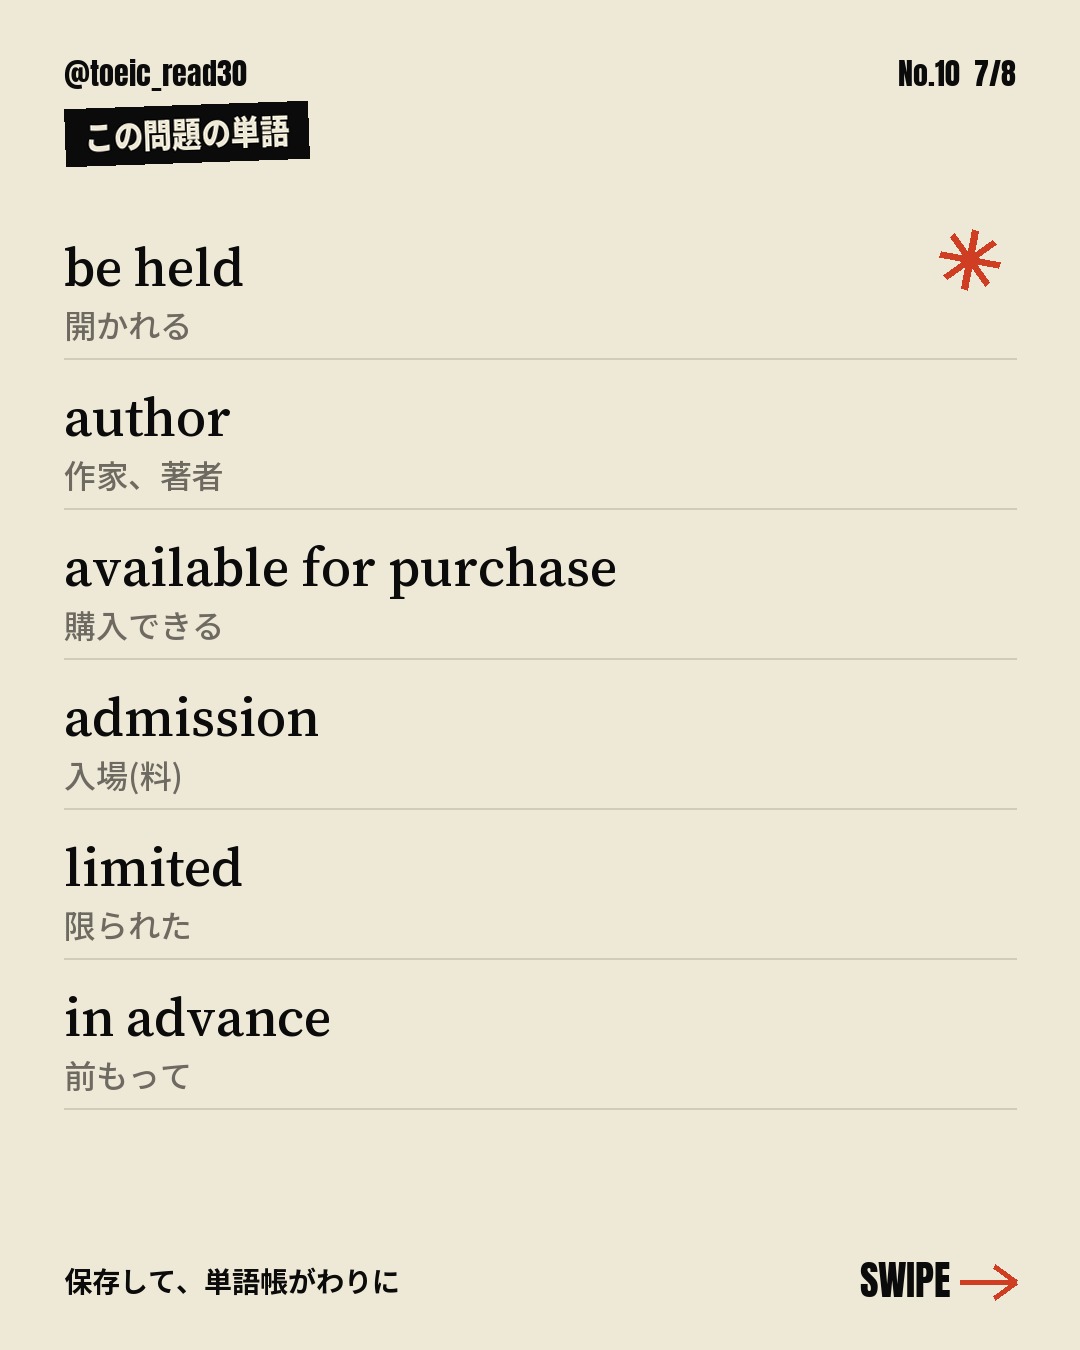 @toeic_read30
No.10 7/8
この問題の単語
be held
開かれる
author
作家、著者
available for purchase
購入できる
admission
入場(料)
limited
限られた
in advance
前もって
保存して、単語帳がわりに
SWIPE